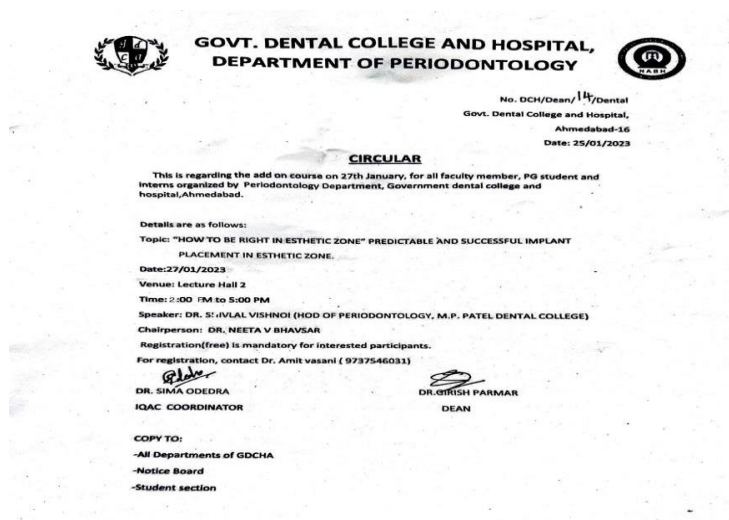 GOVT. DENTAL COLLEGE AND HOSPITAL,
DEPARTMENT OF PERIODONTOLOGY
NABH
No. DCH/Dean/14/Dental
Govt. Dental College and Hospital,
Ahmedabad-16
Date: 25/01/2023
CIRCULAR
This is regarding the add on course on 27th January, for all faculty member, PG student and
interns organized by Periodontology Department, Government dental college and
hospital,Ahmedabad.
Details are as follows:
Topic: "HOW TO BE RIGHT IN ESTHETIC ZONE" PREDICTABLE AND SUCCESSFUL IMPLANT
PLACEMENT IN ESTHETIC ZONE.
Date:27/01/2023
Venue: Lecture Hall 2
Time: 2:00 PM to 5:00 PM
Speaker: DR. SHIVLAL VISHNOI (HOD OF PERIODONTOLOGY, M.P. PATEL DENTAL COLLEGE)
Chairperson: DR. NEETA V BHAVSAR
Registration(free) is mandatory for interested participants.
For registration, contact Dr. Amit vasani ( 9737546031)
DR. SIMA ODEDRA DR.GIRISH PARMAR
IQAC COORDINATOR DEAN
COPY TO:
-All Departments of GDCHA
-Notice Board
-Student section